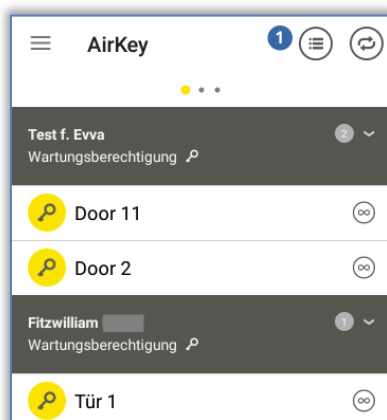 AirKey
1
Test f. Evva
2
Wartungsberechtigung
Door 11
Door 2
Fitzwilliam
1
Wartungsberechtigung
Tür 1